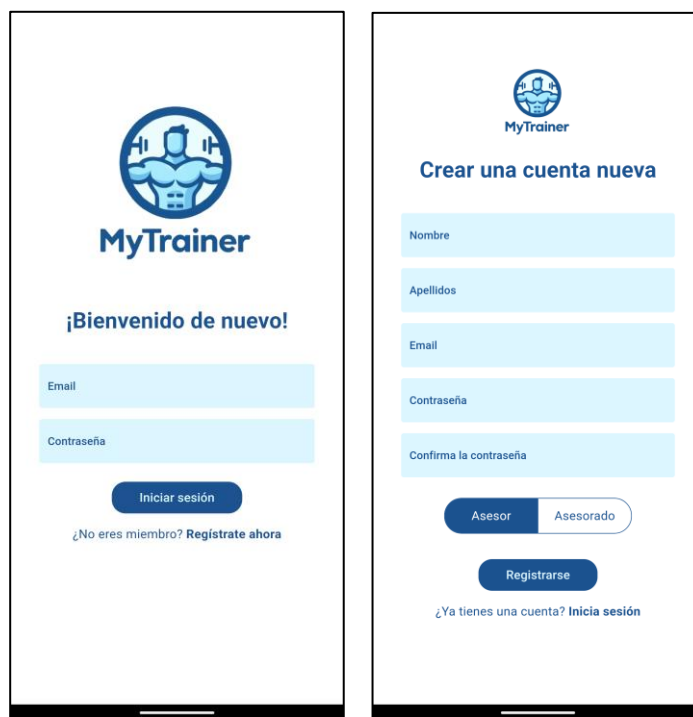 MyTrainer
¡Bienvenido de nuevo!
Email
Contraseña
Iniciar sesión
¿No eres miembro? Regístrate ahora
MyTrainer
Crear una cuenta nueva
Nombre
Apellidos
Email
Contraseña
Confirma la contraseña
Asesor Asesorado
Registrarse
¿Ya tienes una cuenta? Inicia sesión